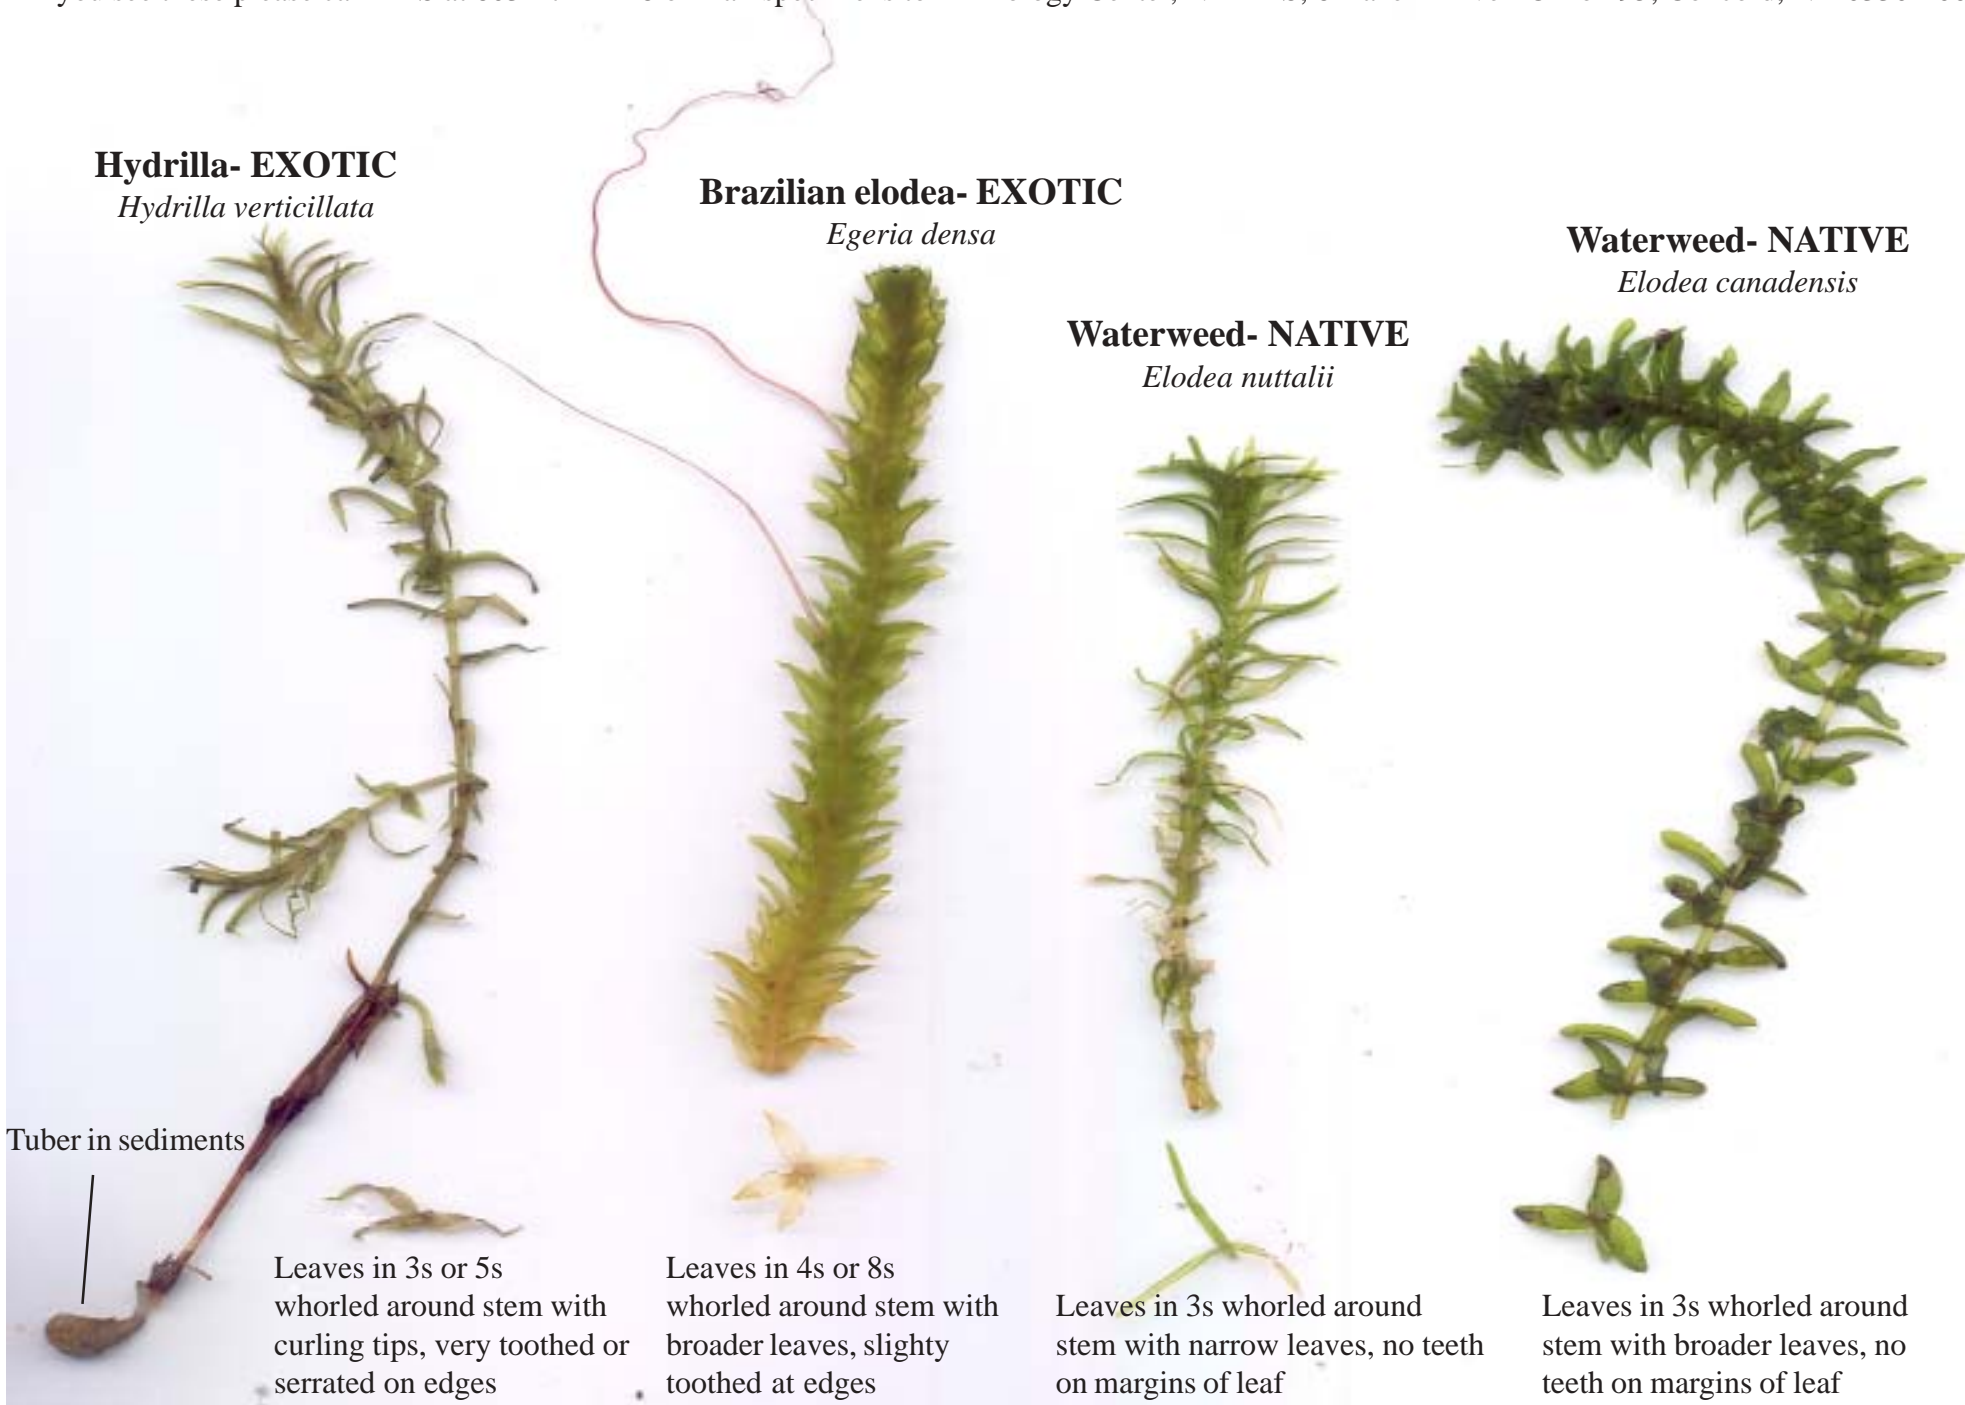 Hydrilla- EXOTIC
Hydrilla verticillata
Brazilian elodea- EXOTIC
Egeria densa
Waterweed- NATIVE
Elodea nuttalii
Waterweed- NATIVE
Elodea canadensis
Tuber in sediments
Leaves in 3s or 5s
whorled around stem with
curling tips, very toothed or
serrated on edges
Leaves in 4s or 8s
whorled around stem with
broader leaves, slighty
toothed at edges
Leaves in 3s whorled around
stem with narrow leaves, no teeth
on margins of leaf
Leaves in 3s whorled around
stem with broader leaves, no
teeth on margins of leaf